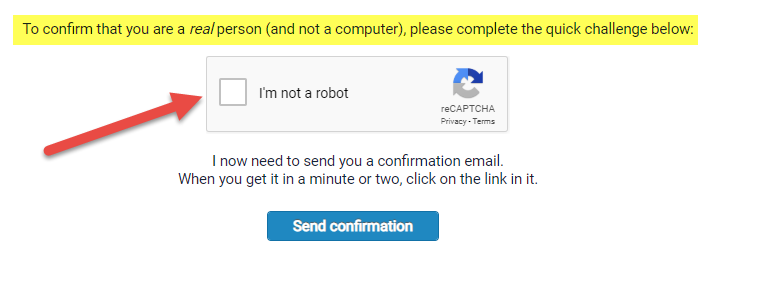 To confirm that you are a real person (and not a computer), please complete the quick challenge below:
I'm not a robot
reCAPTCHA
Privacy - Terms
I now need to send you a confirmation email.
When you get it in a minute or two, click on the link in it.
Send confirmation